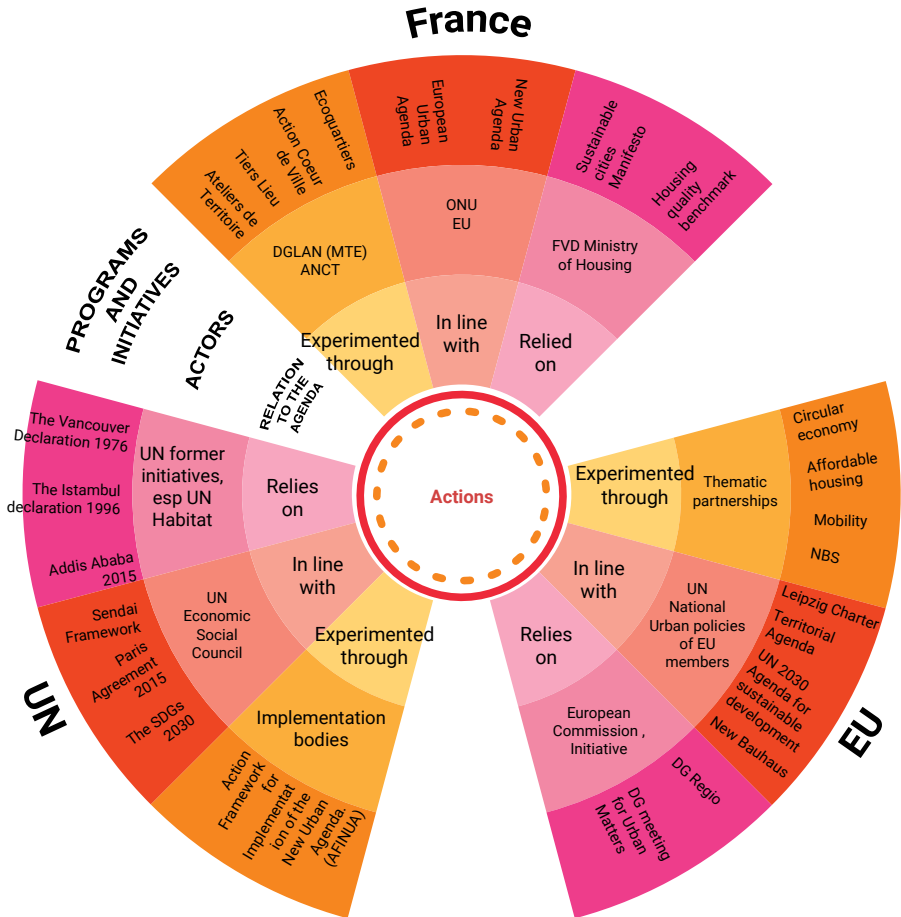 France
Ecoquartiers
Action Coeur
de Ville
Tiers Lieu
Ateliers de
Territoire
European
Urban
Agenda
New Urban
Agenda
Sustainable
cities
Manifesto
Housing
quality
benchmark
DGLAN (MTE)
ANCT
ONU
EU
FVD Ministry
of Housing
Experimented
through
In line
with
Relied
on
PROGRAMS
AND
INITIATIVES
ACTORS
RELATION
TO THE
AGENDA
Actions
UN
The Vancouver
Declaration 1976
The Istambul
declaration 1996
Addis Ababa
2015
UN former
initiatives,
esp UN
Habitat
Relies
on
Sendai
Framework
Paris
Agreement
2015
The SDGs
2030
UN
Economic
Social
Council
In line
with
Experimented
through
Implementation
bodies
Action
Framework
for
Implementat
ion of the
New Urban
Agenda.
(AFINUA)
EU
Experimented
through
Thematic
partnerships
Circular
economy
Affordable
housing
Mobility
NBS
In line
with
UN
National
Urban policies
of EU
members
Leipzig Charter
Territorial
Agenda
UN 2030
Agenda for
sustainable
development
New Bauhaus
Relies
on
European
Commission ,
Initiative
DG Regio
DG meeting
for Urban
Matters